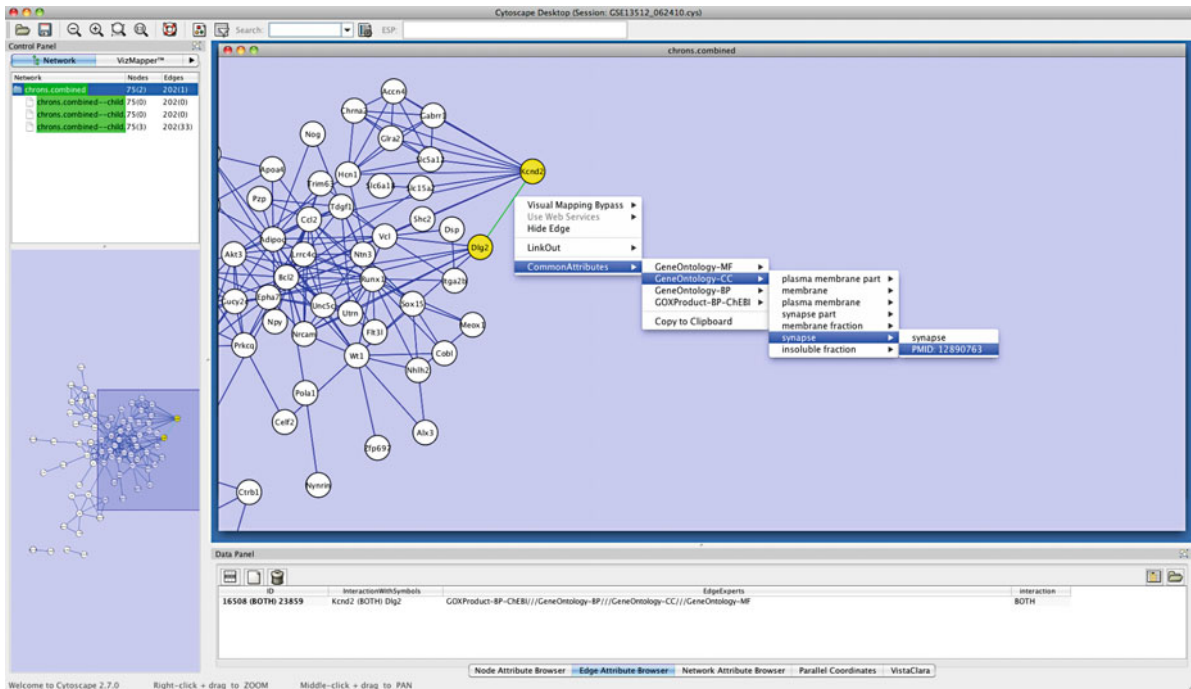 Cytoscape Desktop (Session: GSE13512_062410.cys)
Search:
ESP:
Control Panel
Network
VizMapper™
Network Nodes Edges
chrons.combined 75(2) 202(1)
chrons.combined--child 75(0) 202(0)
chrons.combined--child. 75(0) 202(0)
chrons.combined--child. 75(3) 202(33)
chrons.combined
Accn4
Chrna2
Gabrr1
Nog
Glra2
Slc5a12
Apoa4
Hcn1
Kcnd2
Trim63
Slc6a14
Slc15a2
Pzp
Tdgf1
Ccl2
Shc2
Dsp
Vcl
Adipoq
Dlg2
Akt3
Lrrc4c
Ntn3
Bcl2
Runx1
Itga2b
Gucy2c
Epha7
Unc5c
Sox15
Utrn
Npy
Flt3l
Meox1
Nrcam
Prkcq
Wt1
Cobl
Nhlh2
Pola1
Celf2
Alx3
Zfp697
Ctrb1
Nynrin
Visual Mapping Bypass
Use Web Services
Hide Edge
LinkOut
CommonAttributes
GeneOntology-MF
GeneOntology-CC
GeneOntology-BP
GOXProduct-BP-ChEBI
Copy to Clipboard
plasma membrane part
membrane
plasma membrane
synapse part
membrane fraction
synapse
insoluble fraction
synapse
PMID: 12890763
Data Panel
ID InteractionWithSymbols EdgeExperts interaction
16508 (BOTH) 23859 Kcnd2 (BOTH) Dlg2 GOXProduct-BP-ChEBI///GeneOntology-BP///GeneOntology-CC///GeneOntology-MF BOTH
Node Attribute Browser Edge Attribute Browser Network Attribute Browser Parallel Coordinates VistaClara
Welcome to Cytoscape 2.7.0 Right-click + drag to ZOOM Middle-click + drag to PAN